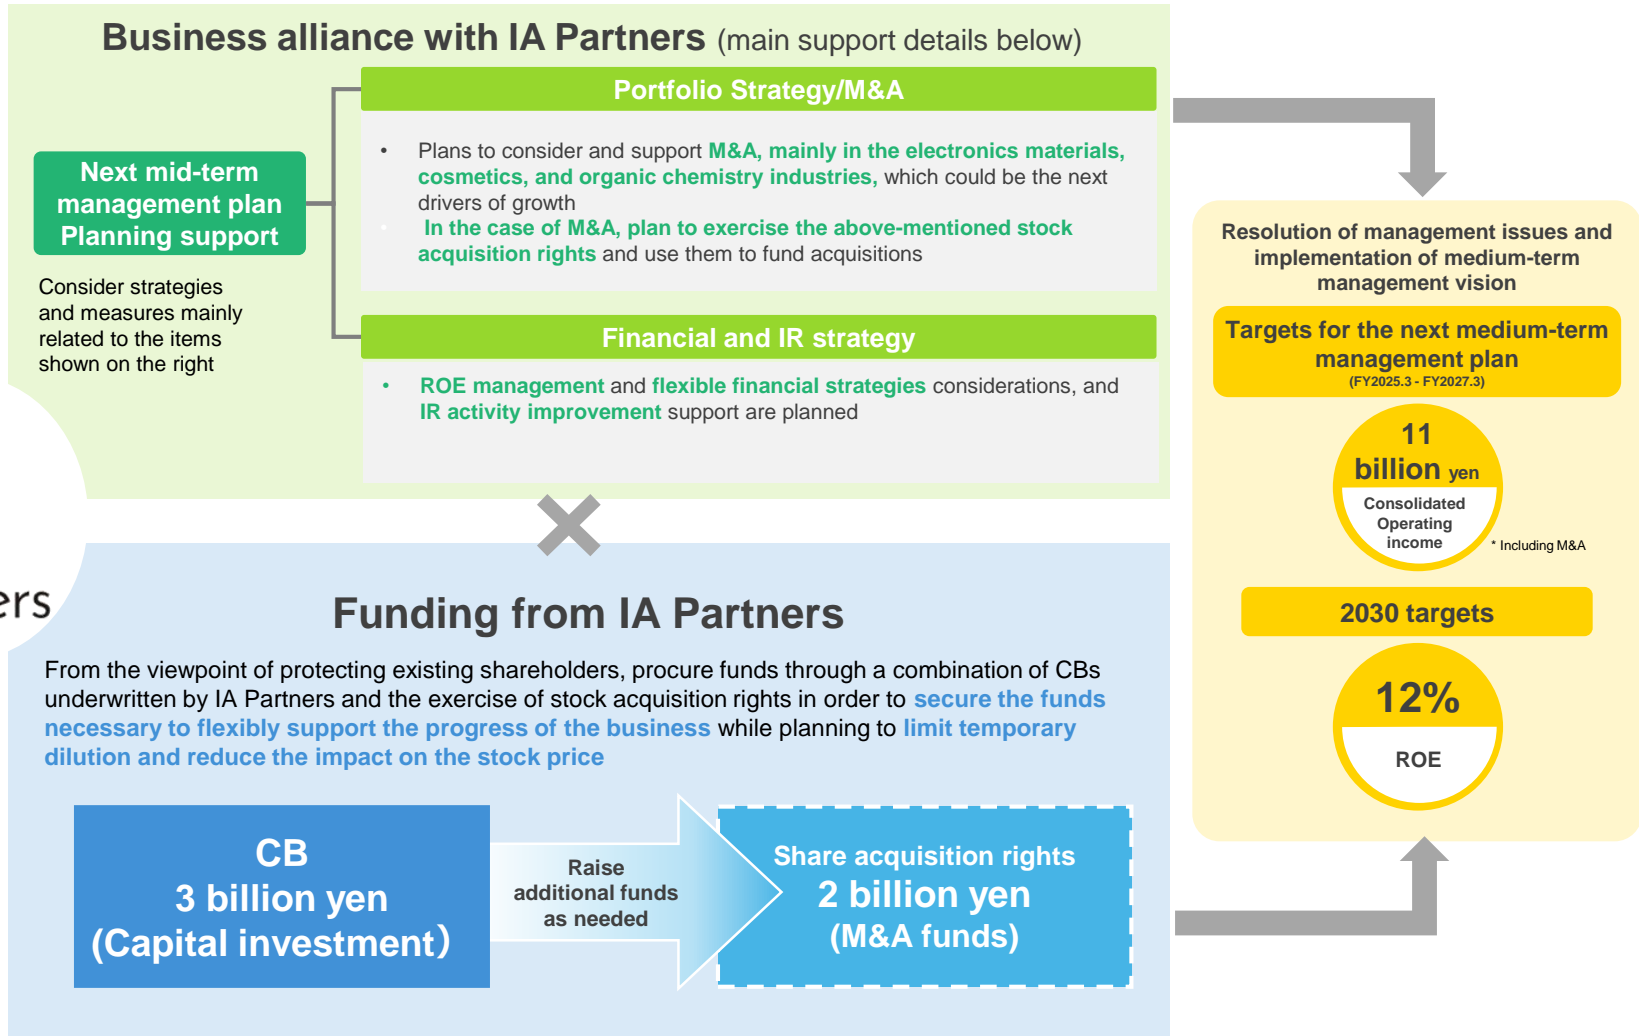 Business alliance with IA Partners (main support details below)
Portfolio Strategy/M&A
• Plans to consider and support M&A, mainly in the electronics materials,
cosmetics, and organic chemistry industries, which could be the next
drivers of growth
• In the case of M&A, plan to exercise the above-mentioned stock
acquisition rights and use them to fund acquisitions
Next mid-term
management plan
Planning support
Consider strategies
and measures mainly
related to the items
shown on the right
Financial and IR strategy
• ROE management and flexible financial strategies considerations, and
IR activity improvement support are planned
ers
Funding from IA Partners
From the viewpoint of protecting existing shareholders, procure funds through a combination of CBs
underwritten by IA Partners and the exercise of stock acquisition rights in order to secure the funds
necessary to flexibly support the progress of the business while planning to limit temporary
dilution and reduce the impact on the stock price
CB
3 billion yen
(Capital investment）
Raise
additional funds
as needed
Share acquisition rights
2 billion yen
(M&A funds)
Resolution of management issues and
implementation of medium-term
management vision
Targets for the next medium-term
management plan
(FY2025.3 - FY2027.3)
11
billion yen
Consolidated
Operating
income
* Including M&A
2030 targets
12%
ROE